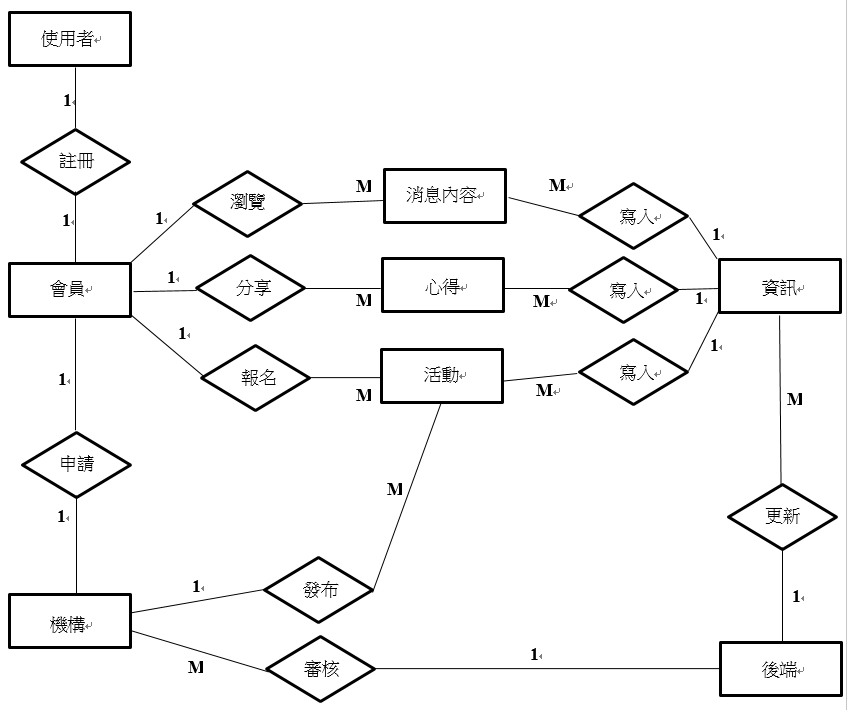 使用者
1
註冊
1
瀏覽
M
消息內容
M
寫入
1
1
會員
1
分享
M
心得
M
寫入
1
資訊
1
報名
M
活動
M
寫入
1
1
M
申請
M
1
更新
1
發布
1
機構
M
審核
1
後端